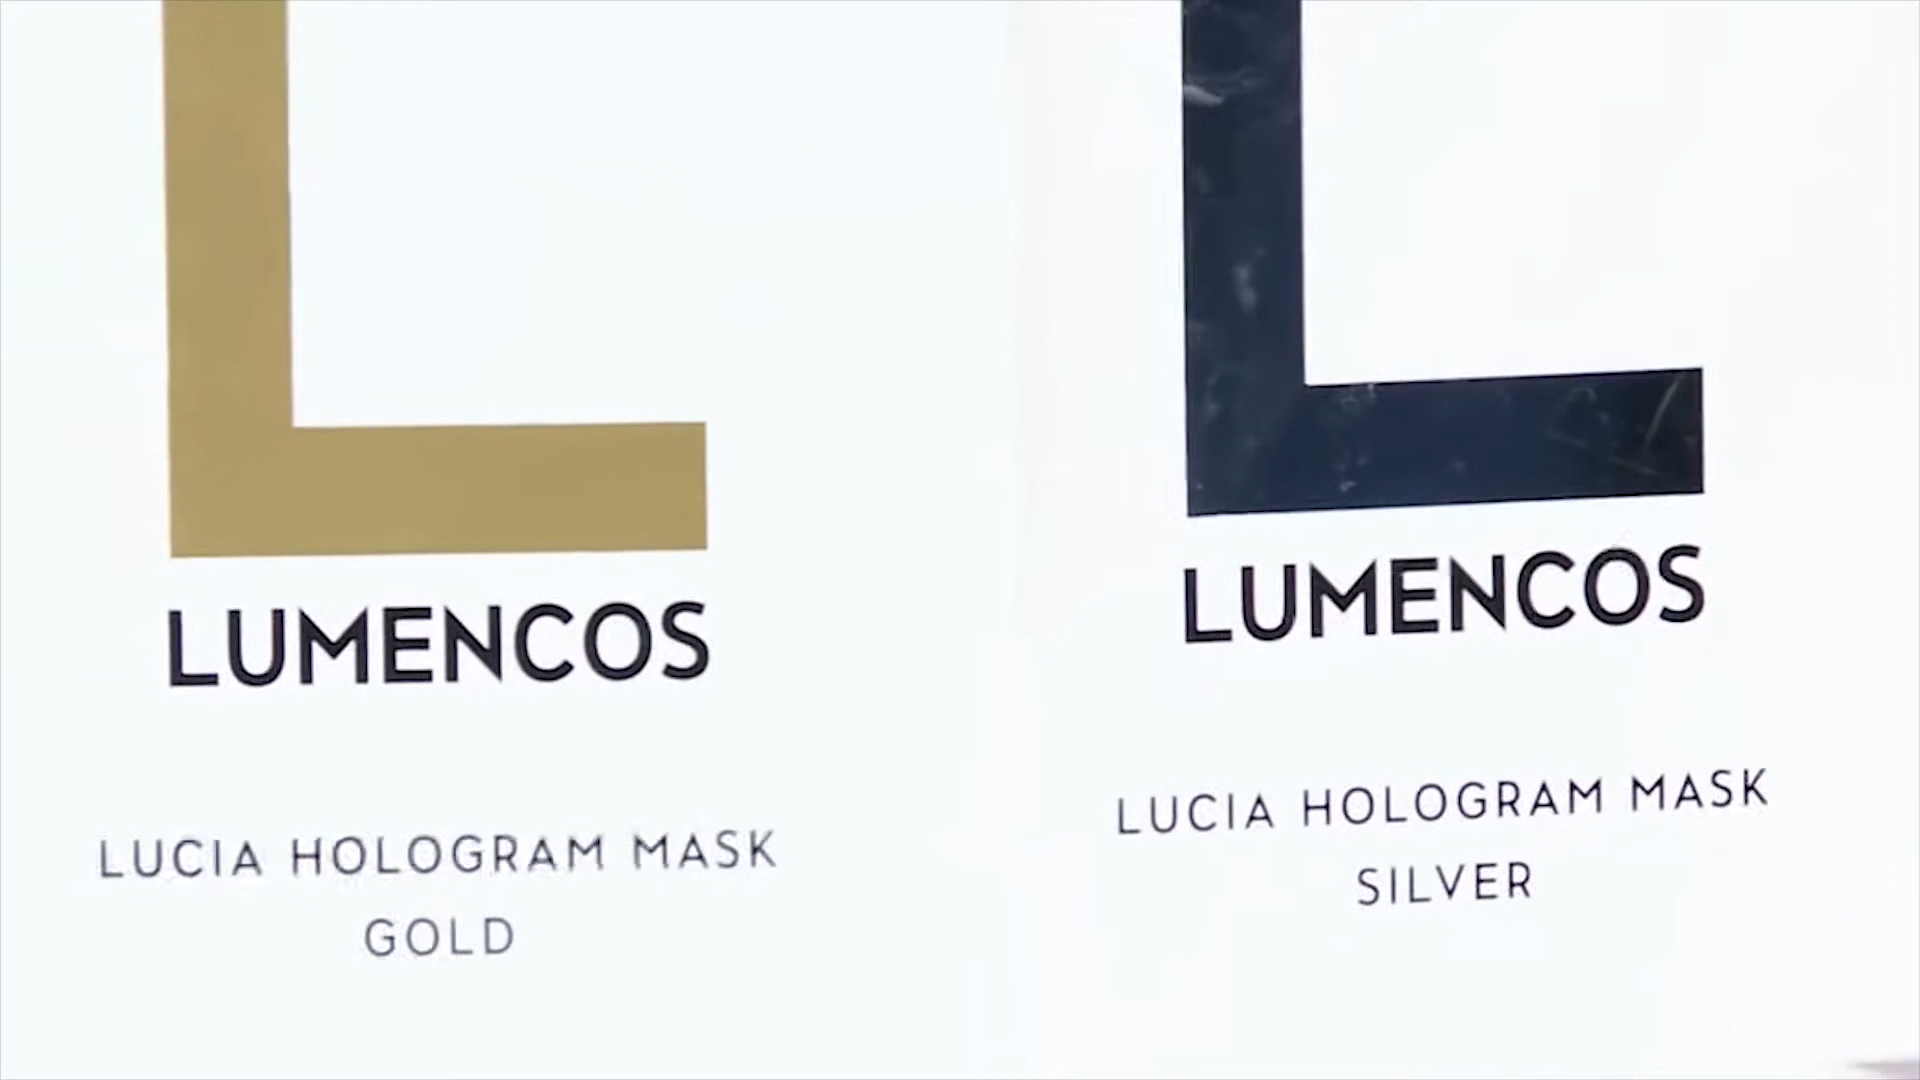 L
LUMENCOS
LUCIA HOLOGRAM MASK
GOLD
L
LUMENCOS
LUCIA HOLOGRAM MASK
SILVER